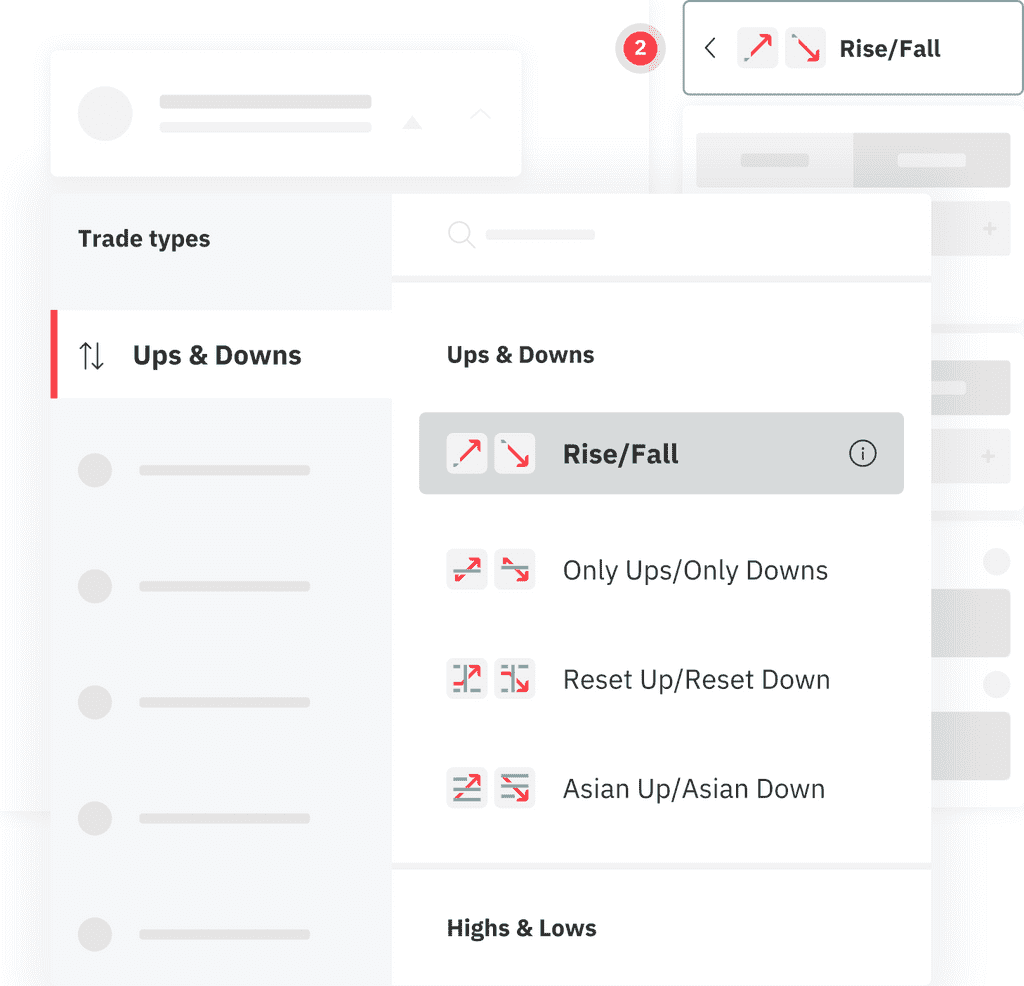 2
Rise/Fall
Trade types
Ups & Downs
Ups & Downs
Rise/Fall
Only Ups/Only Downs
Reset Up/Reset Down
Asian Up/Asian Down
Highs & Lows